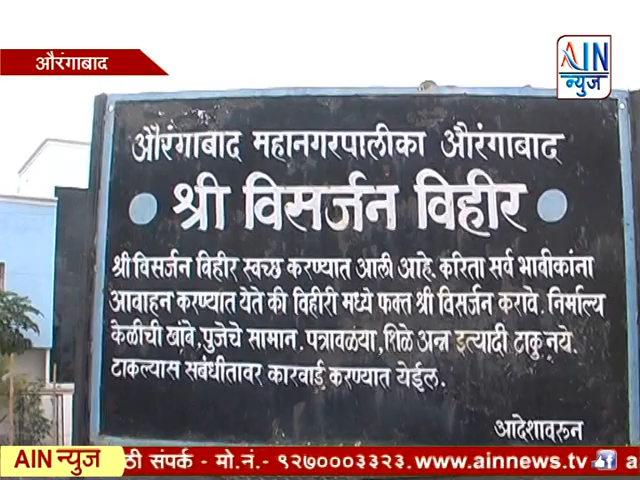 औरंगाबाद
AIN
न्युज
औरंगाबाद महानगरपालीका औरंगाबाद
श्री विसर्जन विहीर
श्री विसर्जन विहीर स्वच्छ करण्यात आली आहे. करिता सर्व भावीकांना
आवाहन करण्यात येते की विहीरी मध्ये फक्त श्री विसर्जन करावे. निर्माल्य
केळीची खांबे, पुजेचे सामान, पत्रावळया, शिळे अन्न इत्यादी टाकु नये.
टाकल्यास सबंधीतावर कारवाई करण्यात येईल.
आदेशावरुन
AIN न्युज ठी संपर्क - मो.नं.- ९२७०००३३२३. www.ainnews.tv f a